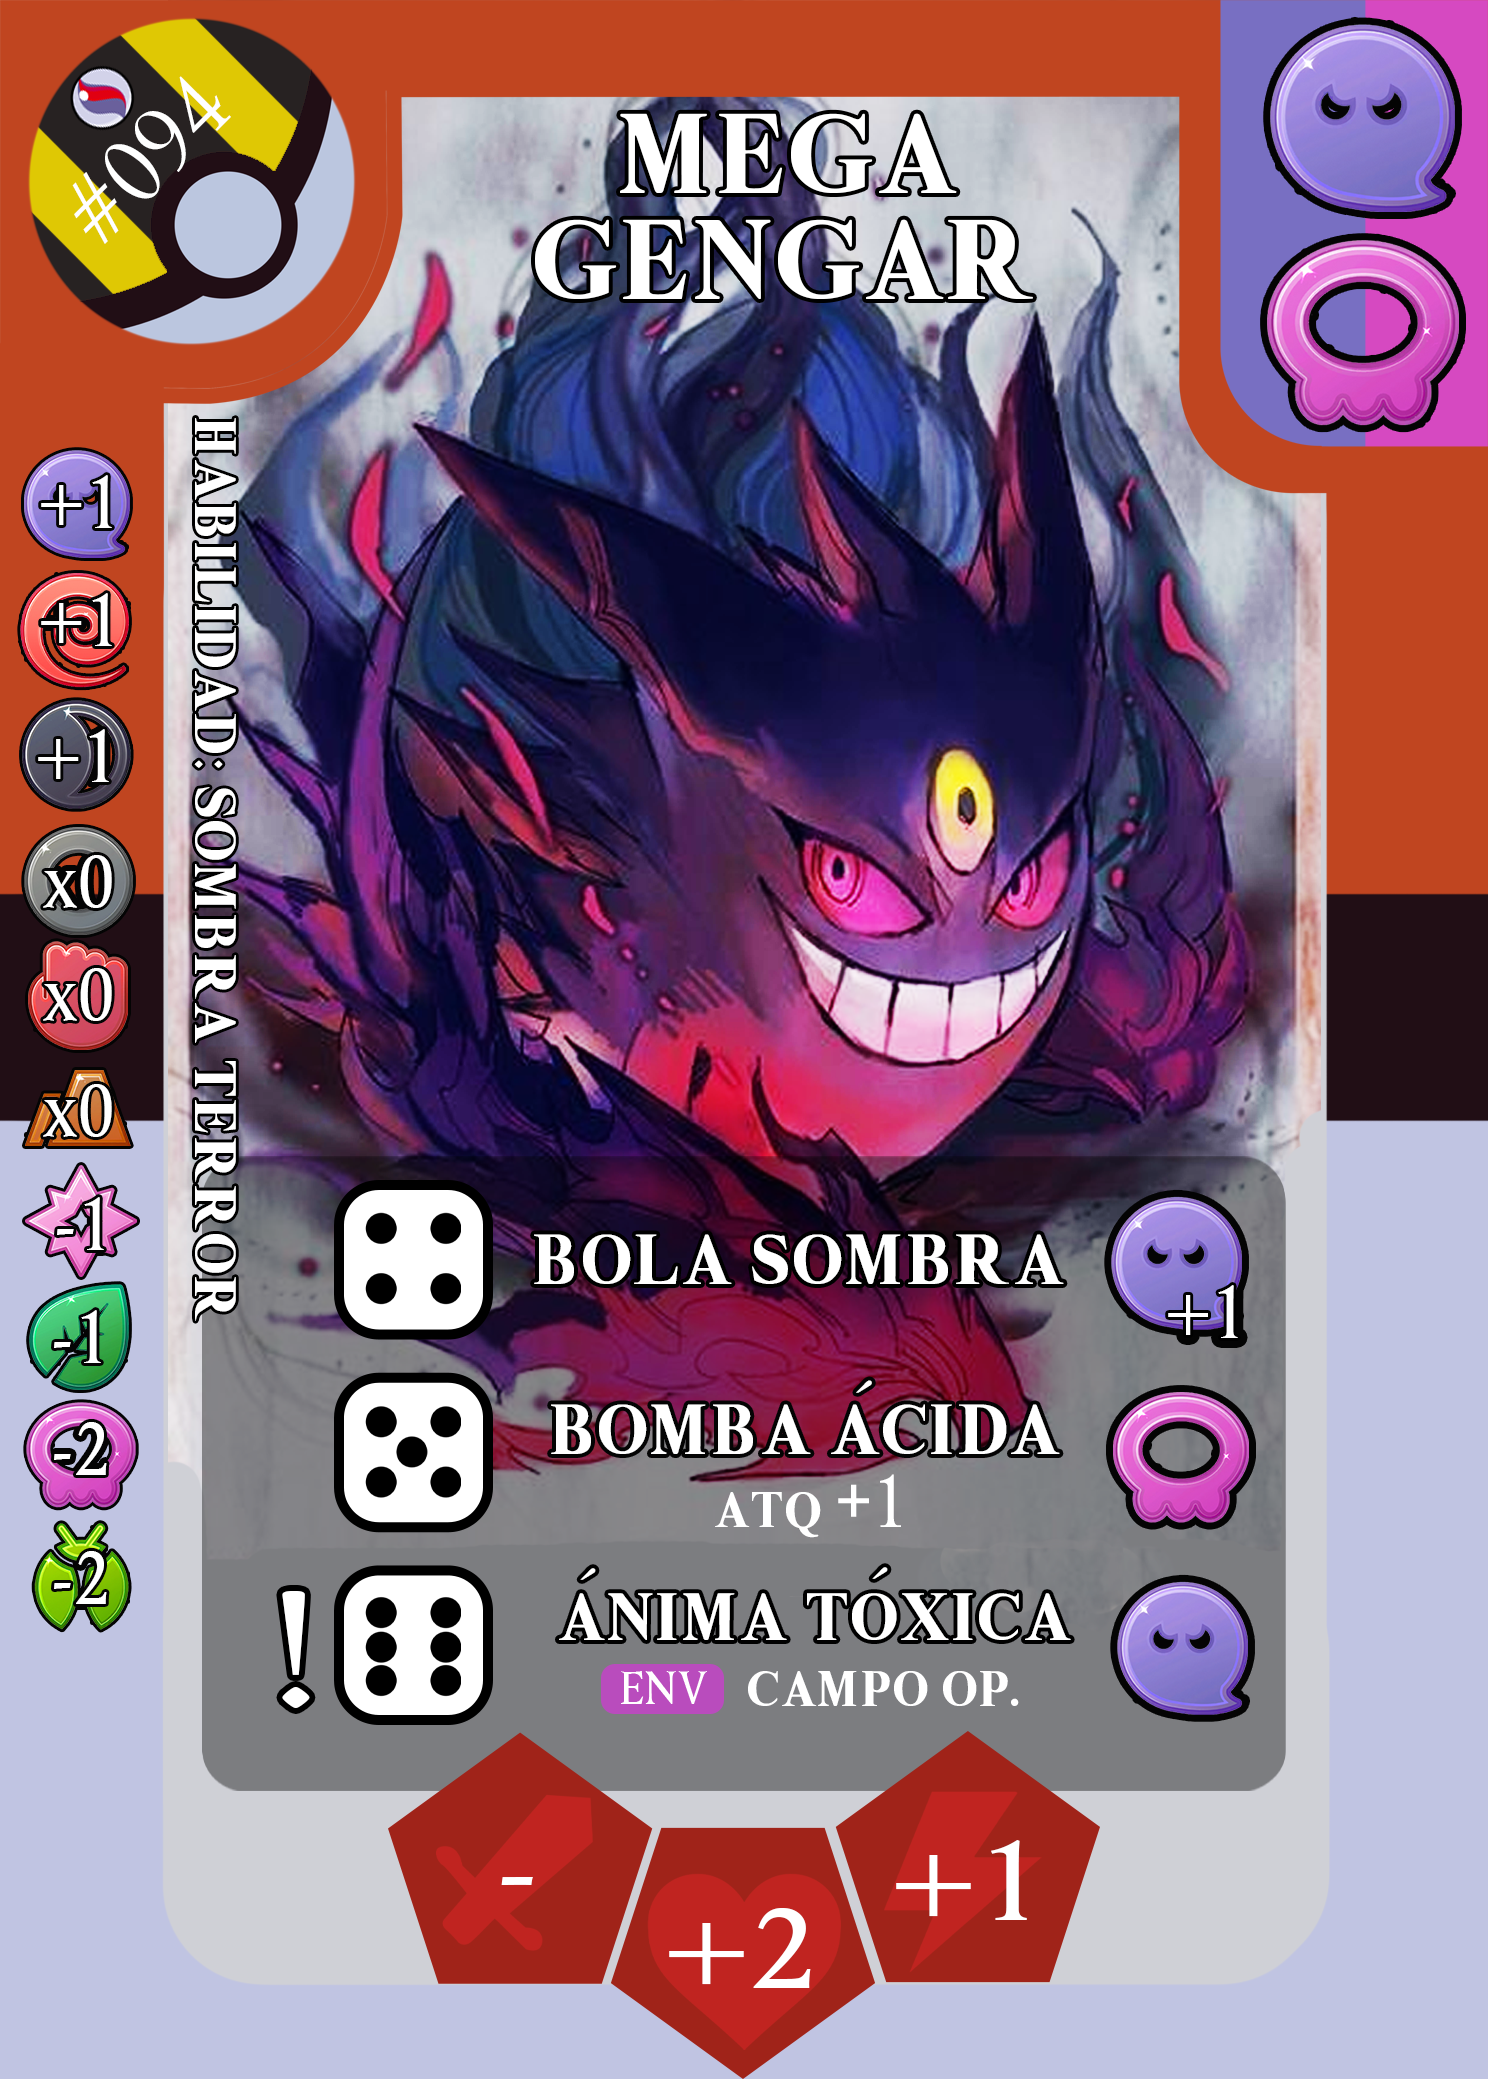 #094
MEGA
GENGAR
HABILIDAD: SOMBRA TERROR
+1
+1
+1
x0
x0
x0
-1
-1
-2
-2
BOLA SOMBRA
+1
BOMBA ÁCIDA
ATQ +1
! ÁNIMA TÓXICA
ENV CAMPO OP.
-
+2
+1